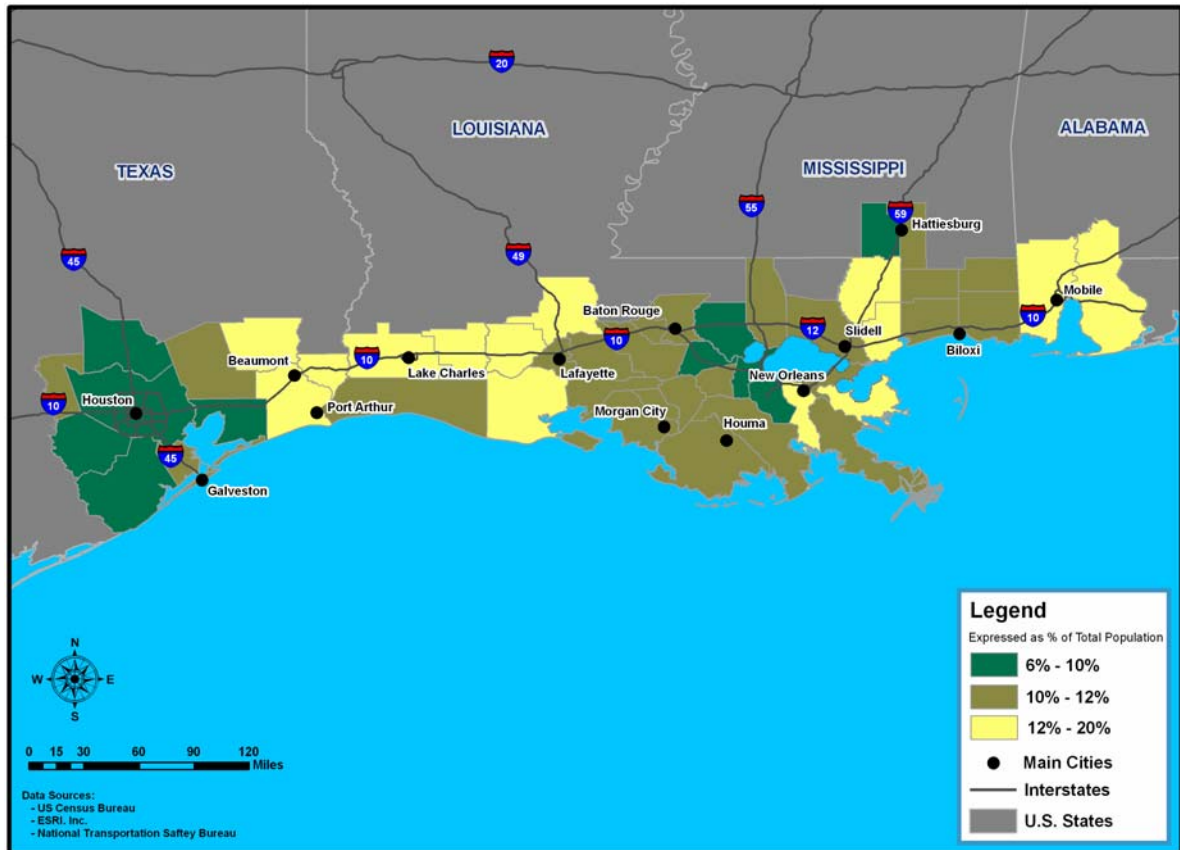 20
LOUISIANA
ALABAMA
TEXAS
MISSISSIPPI
55
59
Hattiesburg
45
49
Baton Rouge
Mobile
10
12
Slidell
10
Beaumont
10
10
Biloxi
Lake Charles
Lafayette
New Orleans
Houston
10
Port Arthur
Morgan City
Houma
45
Galveston
Legend
Expressed as % of Total Population
6% - 10%
10% - 12%
12% - 20%
Main Cities
Interstates
U.S. States
N
W E
S
0 15 30 60 90 120
Miles
Data Sources:
- US Census Bureau
- ESRI. Inc.
- National Transportation Saftey Bureau